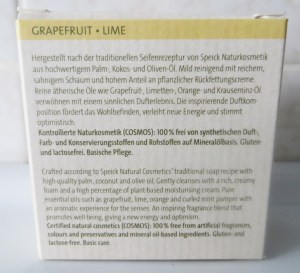 GRAPEFRUIT • LIME
Hergestellt nach der traditionellen Seifenrezeptur von Speick Naturkosmetik
aus hochwertigem Palm-, Kokos- und Oliven-Öl. Mild reinigend mit reichem,
sahnigem Schaum und hohem Anteil an pflanzlicher Rückfettungscreme.
Reine ätherische Öle wie Grapefruit-, Limetten-, Orange- und Krauseminz-Öl
verwöhnen mit einem sinnlichen Dufterlebnis. Die inspirierende Duftkom-
position fördert das Wohlbefinden, verleiht neue Energie und stimmt
optimistisch.
Kontrollierte Naturkosmetik (COSMOS): 100 % frei von synthetischen Duft-,
Farb- und Konservierungsstoffen und Rohstoffen auf Mineralölbasis. Gluten-
und lactosefrei. Basische Pflege.
Crafted according to Speick Natural Cosmetics' traditional soap recipe with
high-quality palm, coconut and olive oil. Gently cleanses with a rich, creamy
foam and a high percentage of plant-based moisturising cream. Pure
essential oils such as grapefruit, lime, orange and curled mint pamper with
an aromatic experience for the senses. An inspiring fragrance blend that
promotes well-being, giving a new energy and optimism.
Certified natural cosmetics (COSMOS): 100 % free from artificial fragrances,
colours and preservatives and mineral oil-based ingredients. Gluten- and
lactose-free. Basic care.